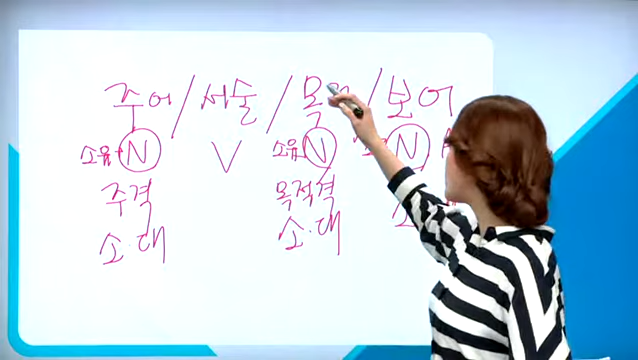 주어 / 서술 / 목 / 보어
소유+Ⓝ V 소유Ⓝ Ⓝ
주격 목적격
소·대 소·대